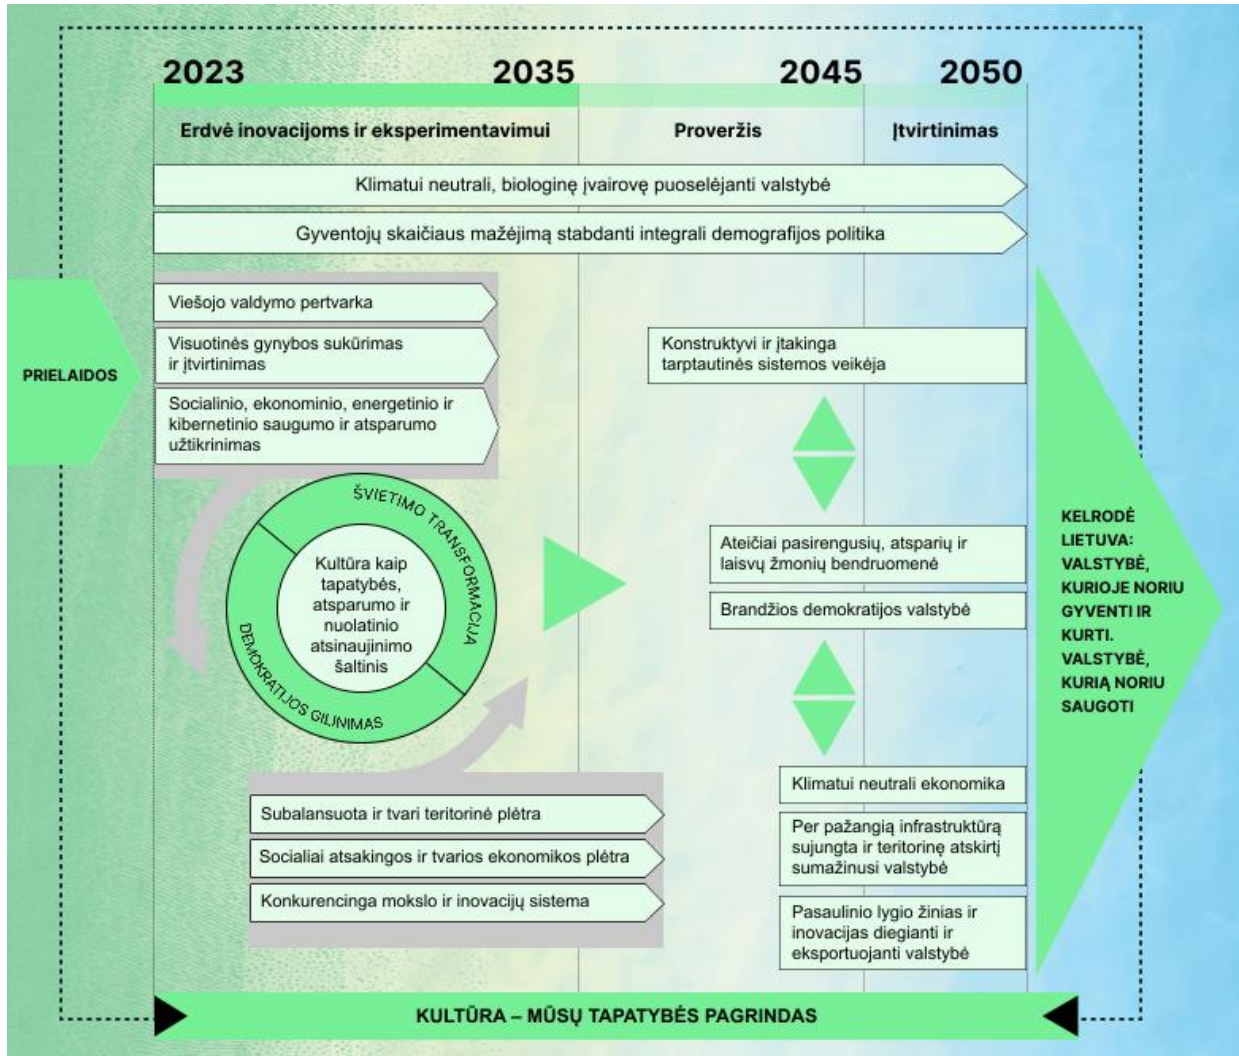 2023 2035 2045 2050
Erdvė inovacijoms ir eksperimentavimui Proveržis Įtvirtinimas
Klimatui neutrali, biologinę įvairovę puoselėjanti valstybė
Gyventojų skaičiaus mažėjimą stabdanti integrali demografijos politika
PRIELAIDOS
Viešojo valdymo pertvarka
Visuotinės gynybos sukūrimas
ir įtvirtinimas
Socialinio, ekonominio, energetinio ir
kibernetinio saugumo ir atsparumo
užtikrinimas
ŠVIETIMO TRANSFORMACIJA
DEMOKRATIJOS GILINIMAS
Kultūra kaip
tapatybės,
atsparumo ir
nuolatinio
atsinaujinimo
šaltinis
Subalansuota ir tvari teritorinė plėtra
Socialiai atsakingos ir tvarios ekonomikos plėtra
Konkurencinga mokslo ir inovacijų sistema
Konstruktyvi ir įtakinga
tarptautinės sistemos veikėja
Ateičiai pasirengusių, atsparių ir
laisvų žmonių bendruomenė
Brandžios demokratijos valstybė
Klimatui neutrali ekonomika
Per pažangią infrastruktūrą
sujungta ir teritorinę atskirtį
sumažinusi valstybė
Pasaulinio lygio žinias ir
inovacijas diegianti ir
eksportuojanti valstybė
KELRODĖ
LIETUVA:
VALSTYBĖ,
KURIOJE NORIU
GYVENTI IR
KURTI.
VALSTYBĖ,
KURIĄ NORIU
SAUGOTI
KULTŪRA – MŪSŲ TAPATYBĖS PAGRINDAS